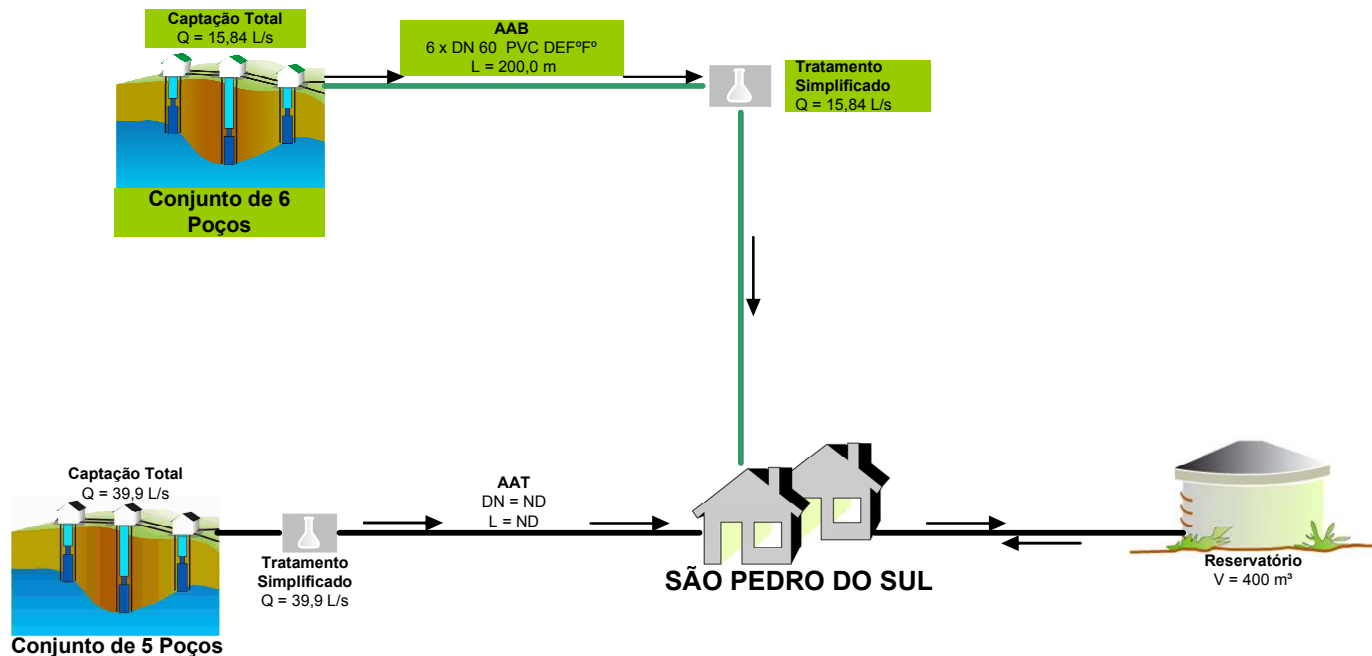 Captação Total
Q = 15,84 L/s
AAB
6 x DN 60 PVC DEFºFº
L = 200,0 m
Tratamento
Simplificado
Q = 15,84 L/s
Conjunto de 6
Poços
Captação Total
Q = 39,9 L/s
AAT
DN = ND
L = ND
Tratamento
Simplificado
Q = 39,9 L/s
SÃO PEDRO DO SUL
Reservatório
V = 400 m³
Conjunto de 5 Poços